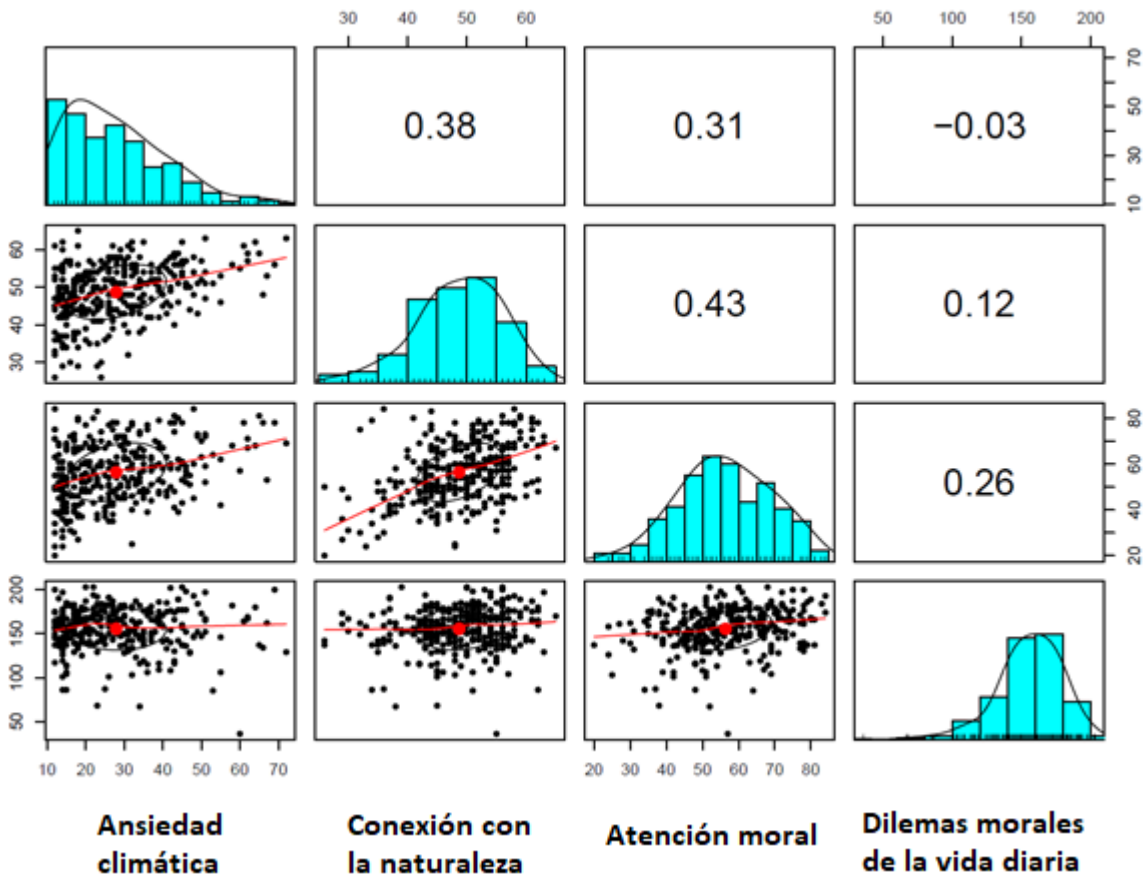 30 40 50 60
50 100 150 200
0.38
0.31
−0.03
10 30 50 70
30 40 50 60
0.43
0.12
20 40 60 80
0.26
50 100 150 200
10 20 30 40 50 60 70
20 30 40 50 60 70 80
Ansiedad
climática
Conexión con
la naturaleza
Atención moral
Dilemas morales
de la vida diaria